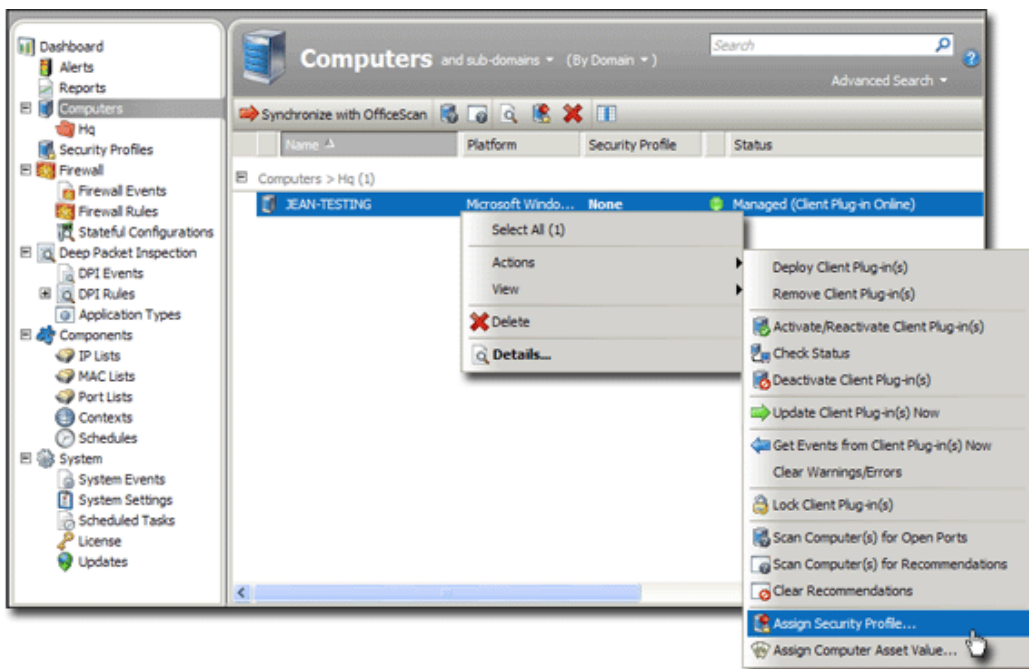 Dashboard
Alerts
Reports
Computers
Hq
Security Profiles
Firewall
Firewall Events
Firewall Rules
Stateful Configurations
Deep Packet Inspection
DPI Events
DPI Rules
Application Types
Components
IP Lists
MAC Lists
Port Lists
Contexts
Schedules
System
System Events
System Settings
Scheduled Tasks
License
Updates
Computers and sub-domains (By Domain)
Search
Advanced Search
Synchronize with OfficeScan
Name Platform Security Profile Status
Computers > Hq (1)
JEAN-TESTING Microsoft Windo... None Managed (Client Plug-in Online)
Select All (1)
Actions
View
Delete
Details...
Deploy Client Plug-in(s)
Remove Client Plug-in(s)
Activate/Reactivate Client Plug-in(s)
Check Status
Deactivate Client Plug-in(s)
Update Client Plug-in(s) Now
Get Events from Client Plug-in(s) Now
Clear Warnings/Errors
Lock Client Plug-in(s)
Scan Computer(s) for Open Ports
Scan Computer(s) for Recommendations
Clear Recommendations
Assign Security Profile...
Assign Computer Asset Value...